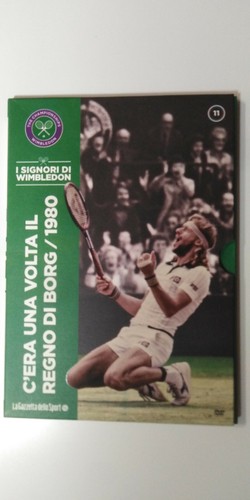 THE CHAMPIONSHIPS
WIMBLEDON
11
I SIGNORI DI
WIMBLEDON
C'ERA UNA VOLTA IL
REGNO DI BORG / 1980
La Gazzetta dello Sport